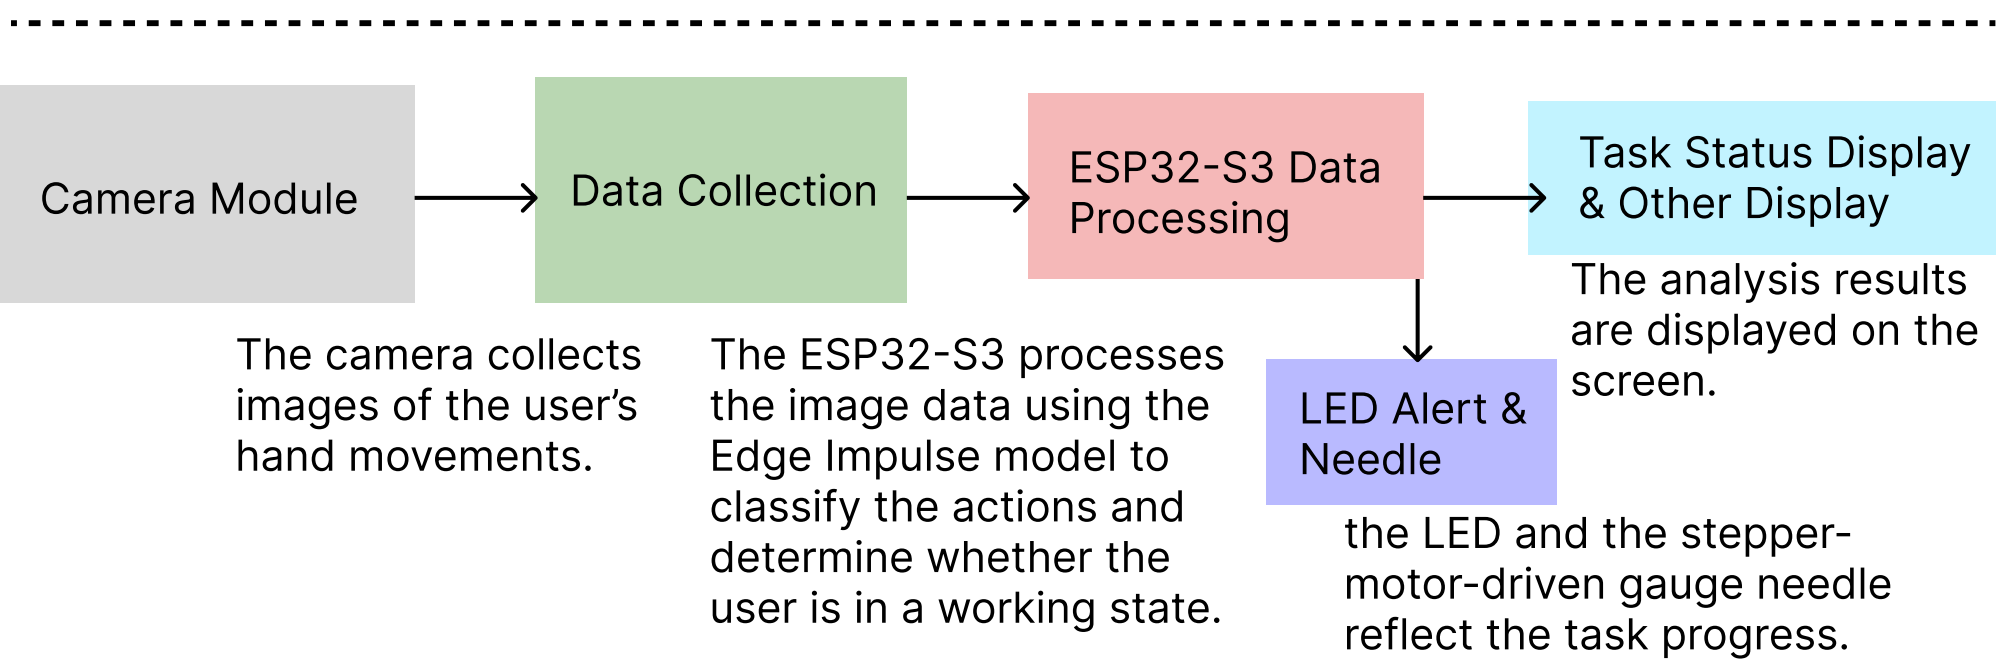 Camera Module
Data Collection
ESP32-S3 Data
Processing
Task Status Display
& Other Display
The camera collects
images of the user’s
hand movements.
The ESP32-S3 processes
the image data using the
Edge Impulse model to
classify the actions and
determine whether the
user is in a working state.
LED Alert &
Needle
The analysis results
are displayed on the
screen.
the LED and the stepper-
motor-driven gauge needle
reflect the task progress.